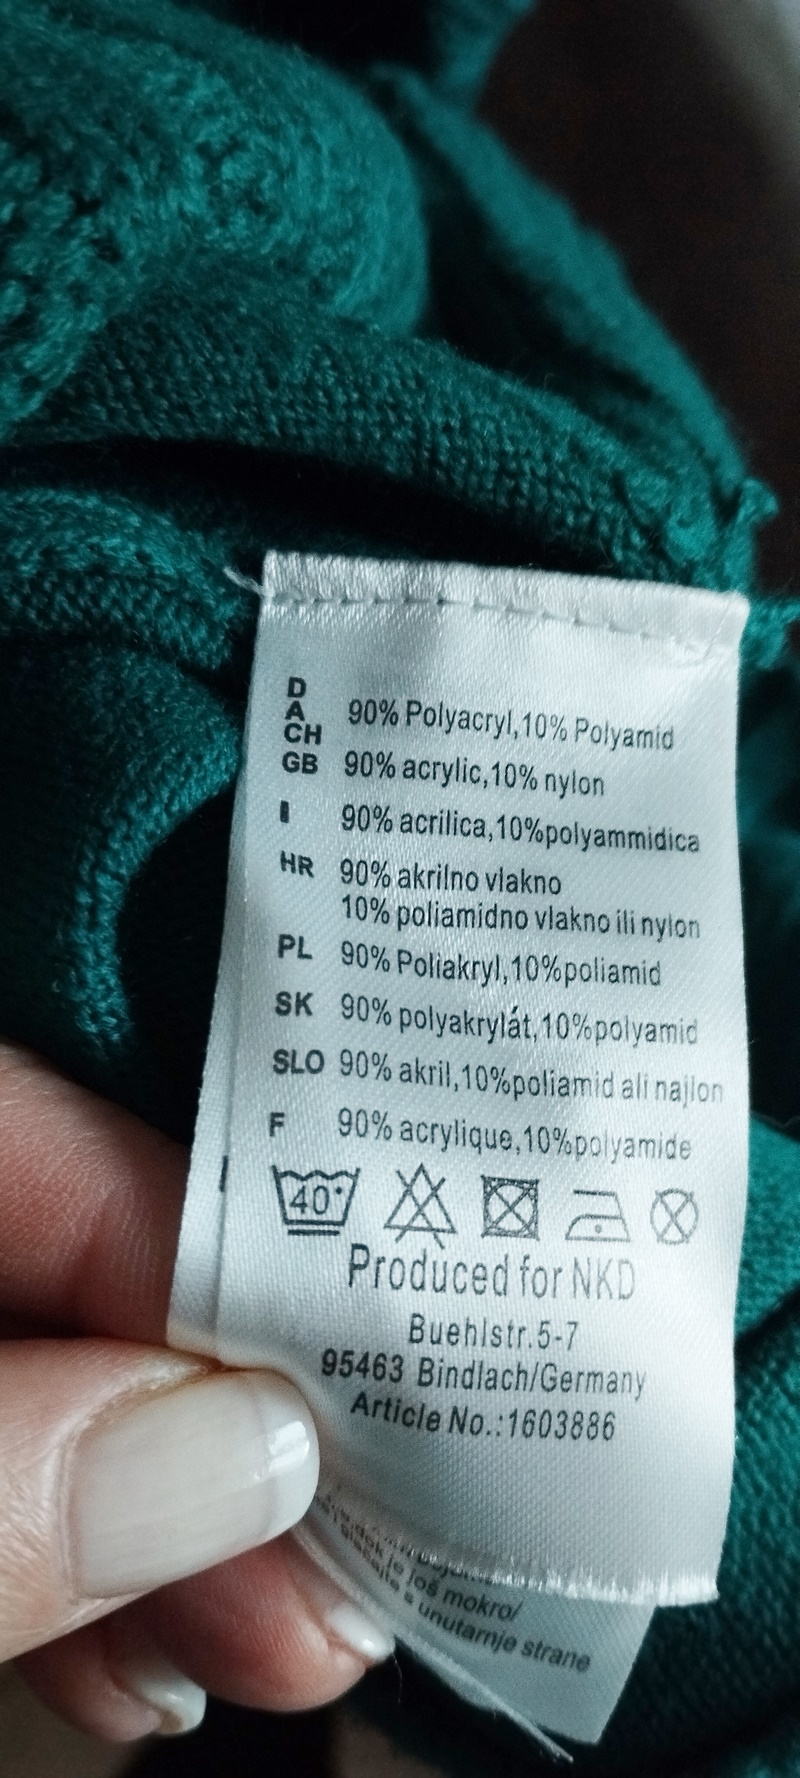 D
A
CH
90% Polyacryl,10% Polyamid
GB 90% acrylic,10% nylon
I 90% acrilica,10%polyammidica
HR 90% akrilno vlakno
10% poliamidno vlakno ili nylon
PL 90% Poliakryl,10%poliamid
SK 90% polyakrylát,10%polyamid
SLO 90% akril,10%poliamid ali najlon
F 90% acrylique,10%polyamide
40°
Produced for NKD
Buehlstr.5-7
95463 Bindlach/Germany
Article No.:1603886
dok je još mokro/
s unutarnje strane